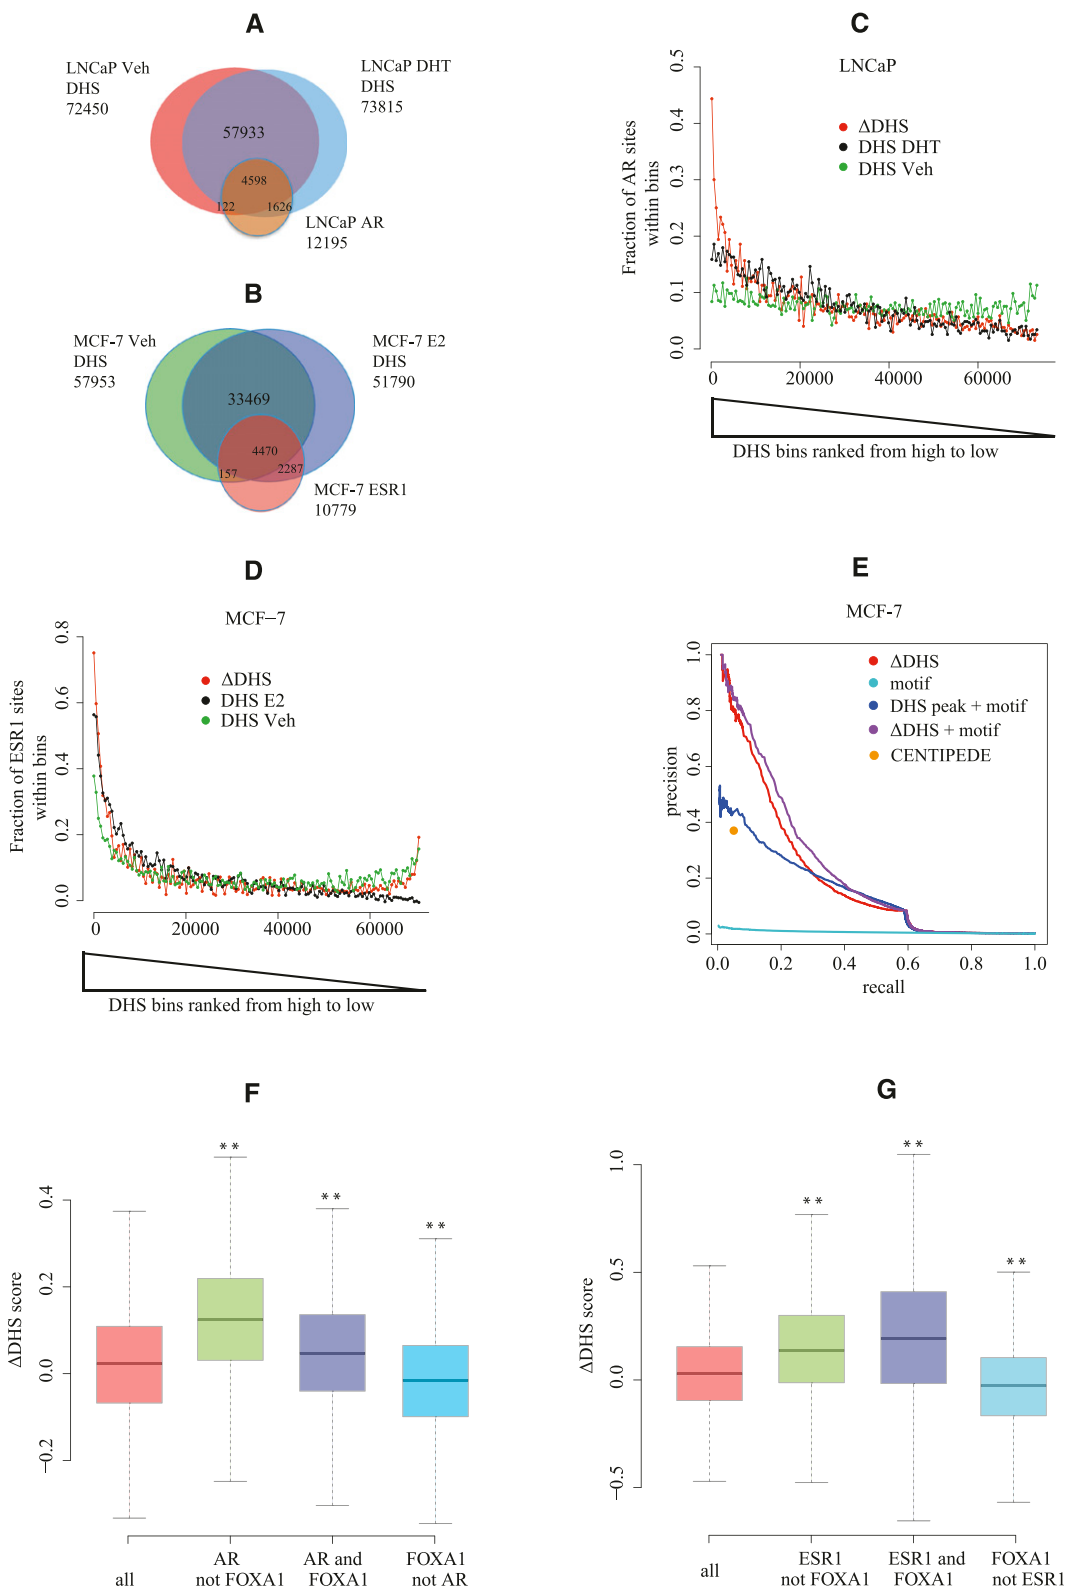 A
LNCaP Veh
DHS
72450
LNCaP DHT
DHS
73815
57933
4598
122
1626
LNCaP AR
12195
B
MCF-7 Veh
DHS
57953
MCF-7 E2
DHS
51790
33469
4470
157
2287
MCF-7 ESR1
10779
C
LNCaP
ΔDHS
DHS DHT
DHS Veh
Fraction of AR sites
within bins
0.5
0.4
0.3
0.2
0.1
0.0
0
20000
40000
60000
DHS bins ranked from high to low
D
MCF–7
ΔDHS
DHS E2
DHS Veh
Fraction of ESR1 sites
within bins
0.8
0.6
0.4
0.2
0.0
0
20000
40000
60000
DHS bins ranked from high to low
E
MCF-7
ΔDHS
motif
DHS peak + motif
ΔDHS + motif
CENTIPEDE
precision
1.0
0.8
0.6
0.4
0.2
0.0
0.0
0.2
0.4
0.6
0.8
1.0
recall
F
ΔDHS score
0.4
0.2
0.0
−0.2
**
**
**
all
AR
not FOXA1
AR and
FOXA1
FOXA1
not AR
G
ΔDHS score
1.0
0.5
0.0
−0.5
**
**
**
all
ESR1
not FOXA1
ESR1 and
FOXA1
FOXA1
not ESR1